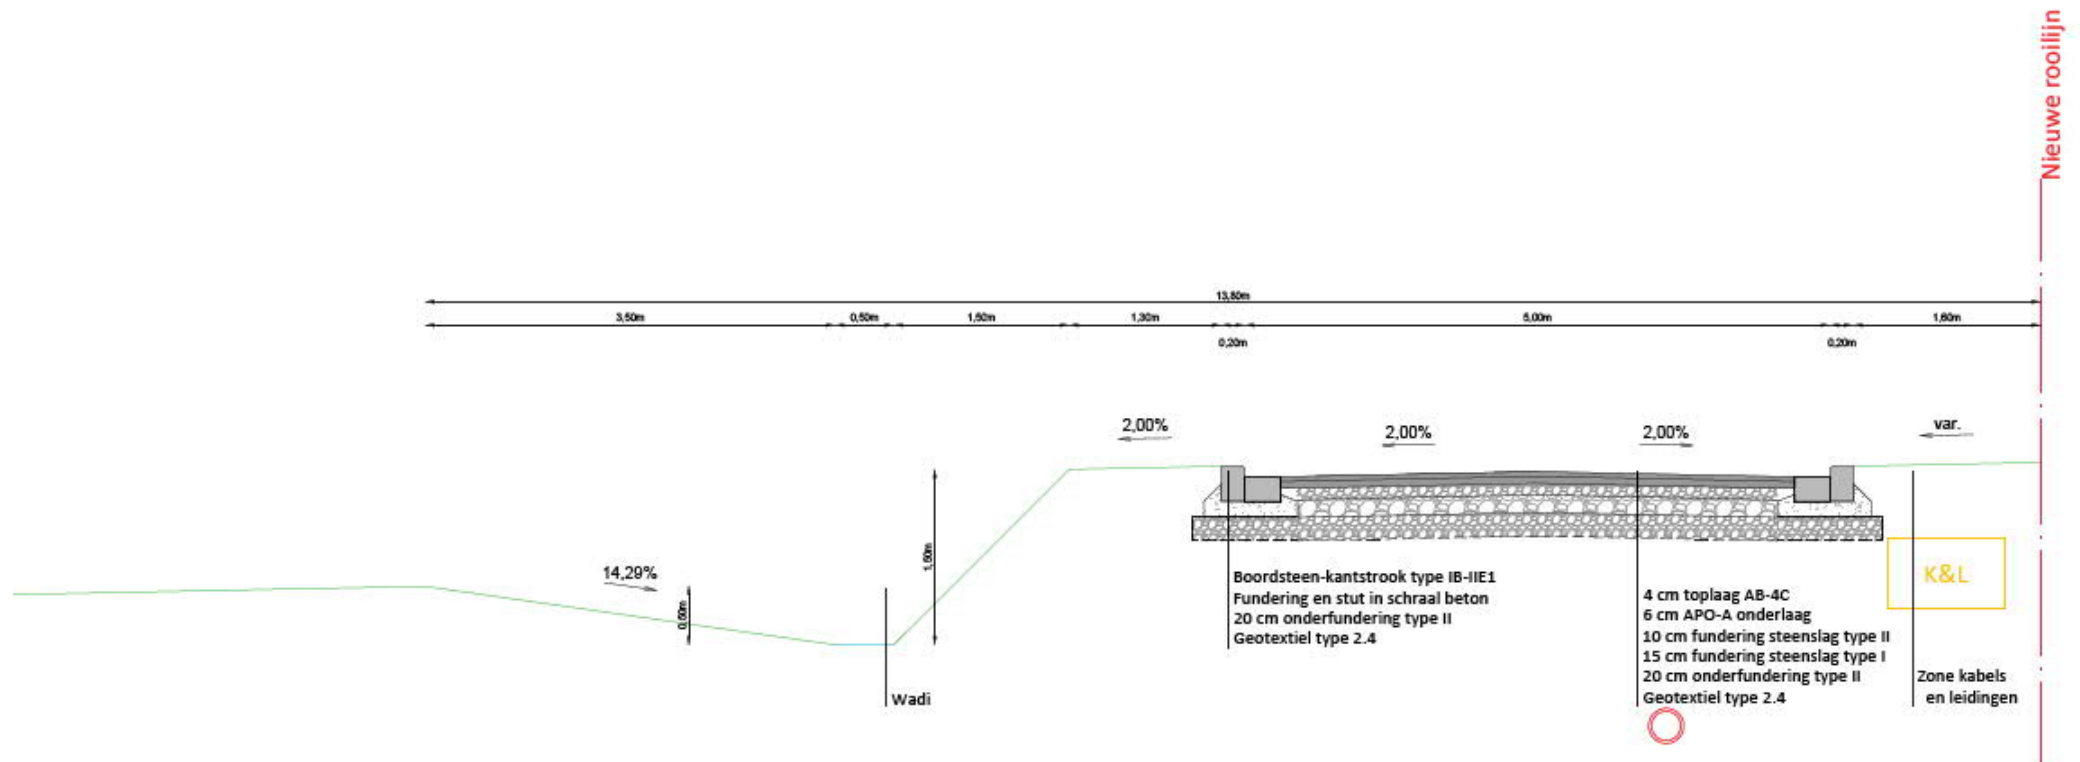 Nieuwe rooilijn
13,80m
3,50m
0,50m
1,50m
1,30m
5,00m
1,60m
0,20m
0,20m
2,00%
2,00%
2,00%
var.
1,50m
14,29%
0,50m
K&L
Boordsteen-kantstrook type IB-IIE1
Fundering en stut in schraal beton
20 cm onderfundering type II
Geotextiel type 2.4
4 cm toplaag AB-4C
6 cm APO-A onderlaag
10 cm fundering steenslag type II
15 cm fundering steenslag type I
20 cm onderfundering type II
Geotextiel type 2.4
Zone kabels
en leidingen
Wadi